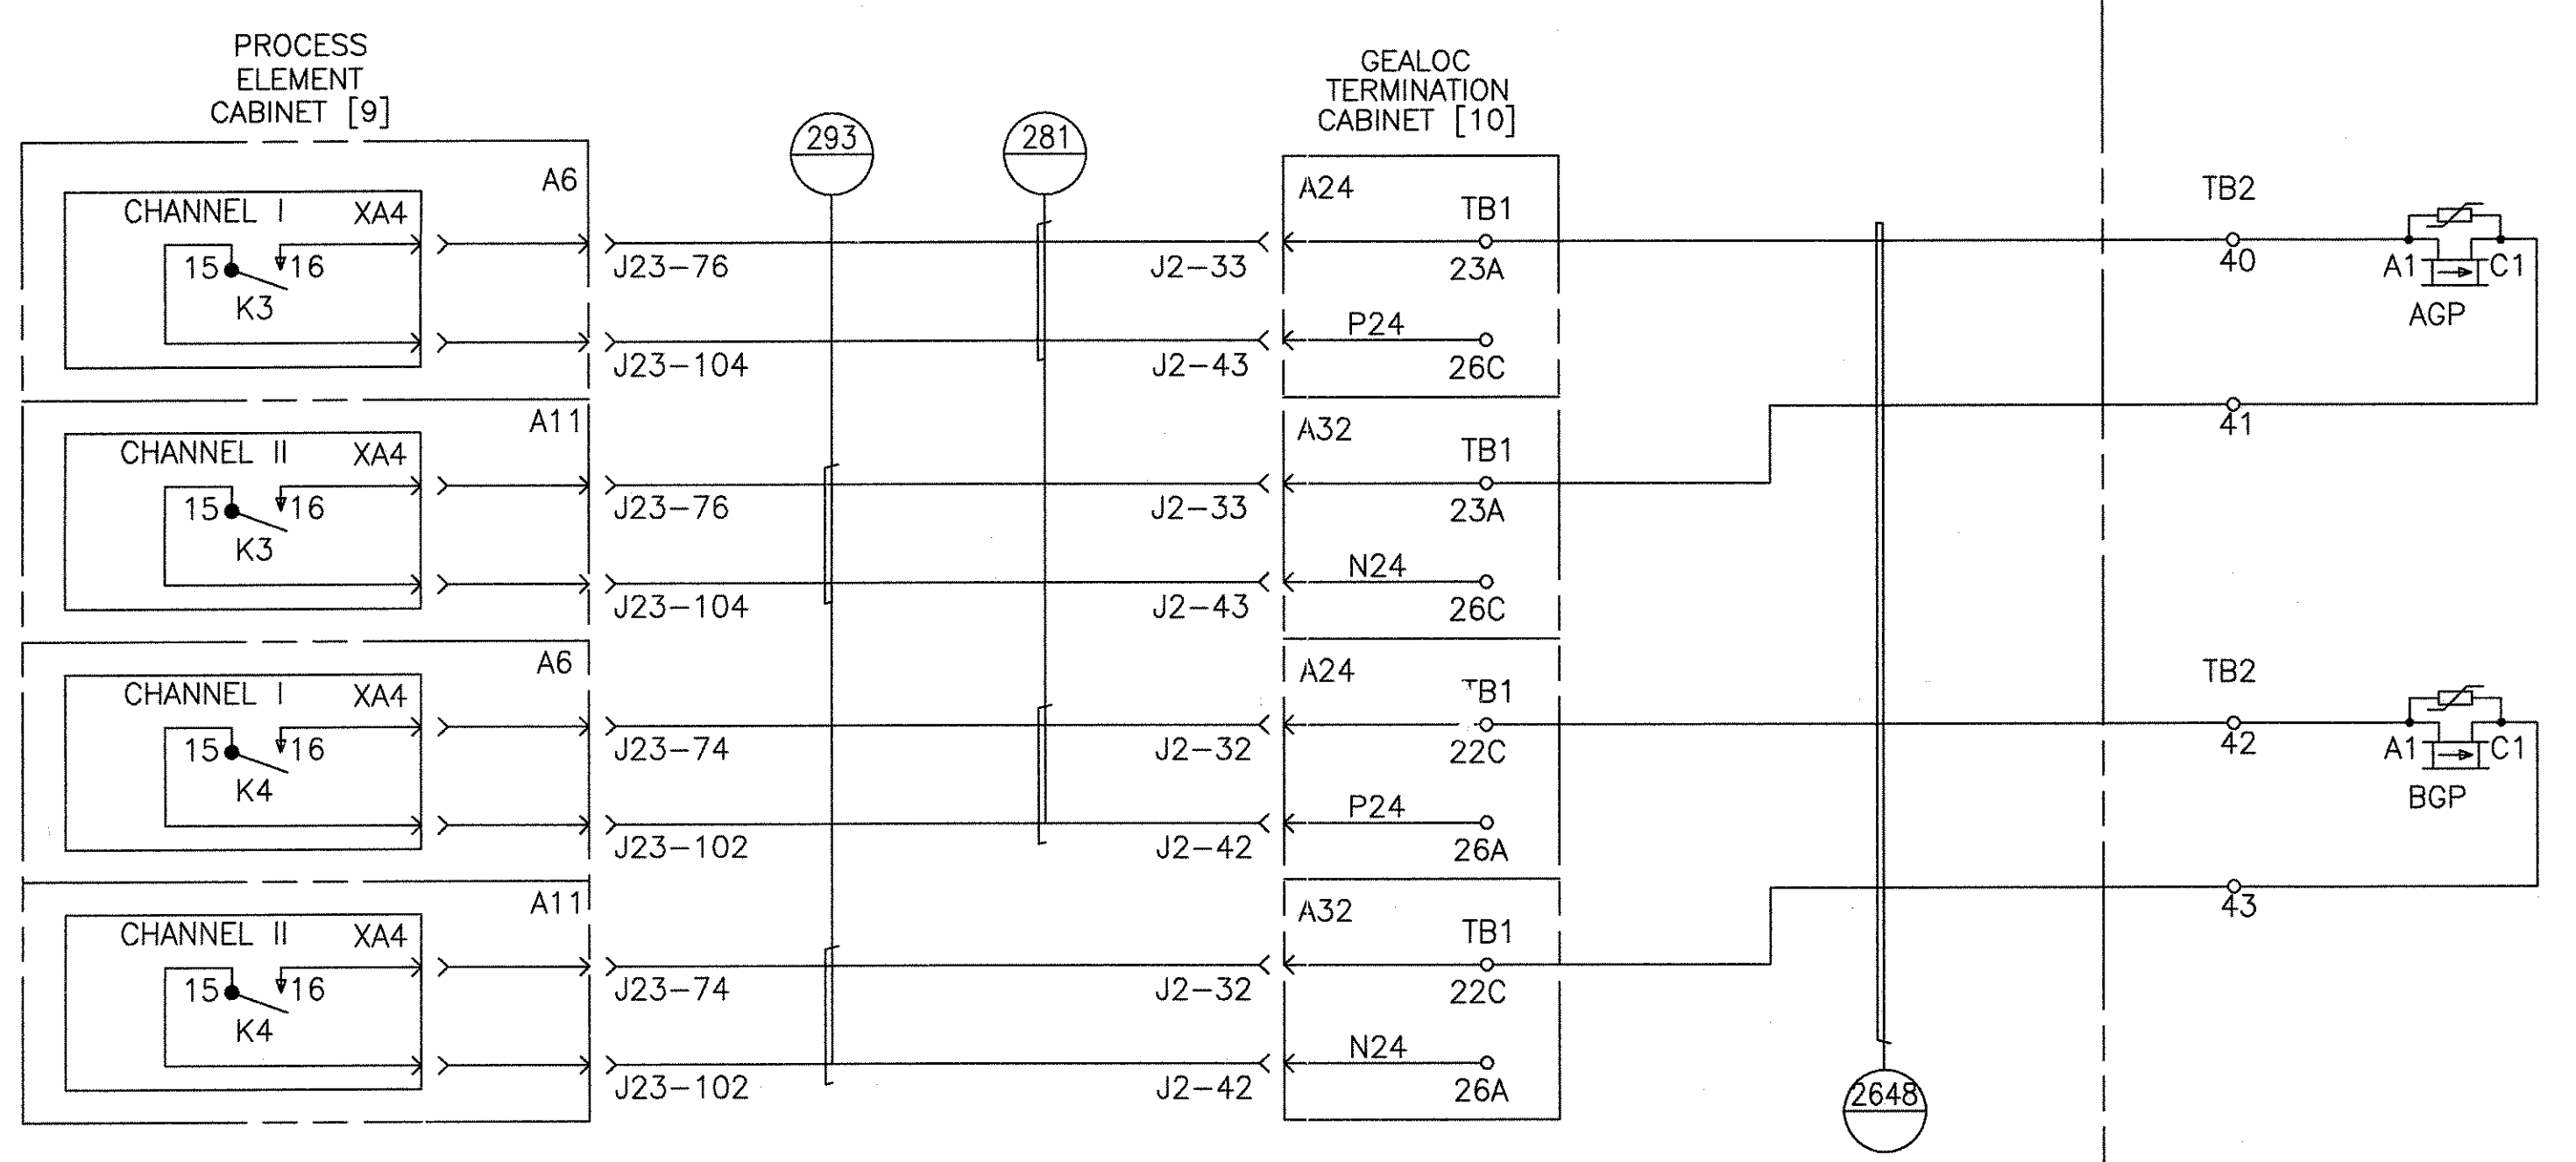 PROCESS
ELEMENT
CABINET [9]
293
281
GEALOC
TERMINATION
CABINET [10]
A6
CHANNEL I XA4
15 16
K3
J23-76
J23-104
J2-33
J2-43
A24
TB1
23A
P24
26C
TB2
40
A1 C1
AGP
41
A11
CHANNEL II XA4
15 16
K3
J23-76
J23-104
J2-33
J2-43
A32
TB1
23A
N24
26C
A6
CHANNEL I XA4
15 16
K4
J23-74
J23-102
J2-32
J2-42
A24
TB1
22C
P24
26A
TB2
42
A1 C1
BGP
43
A11
CHANNEL II XA4
15 16
K4
J23-74
J23-102
J2-32
J2-42
A32
TB1
22C
N24
26A
2648